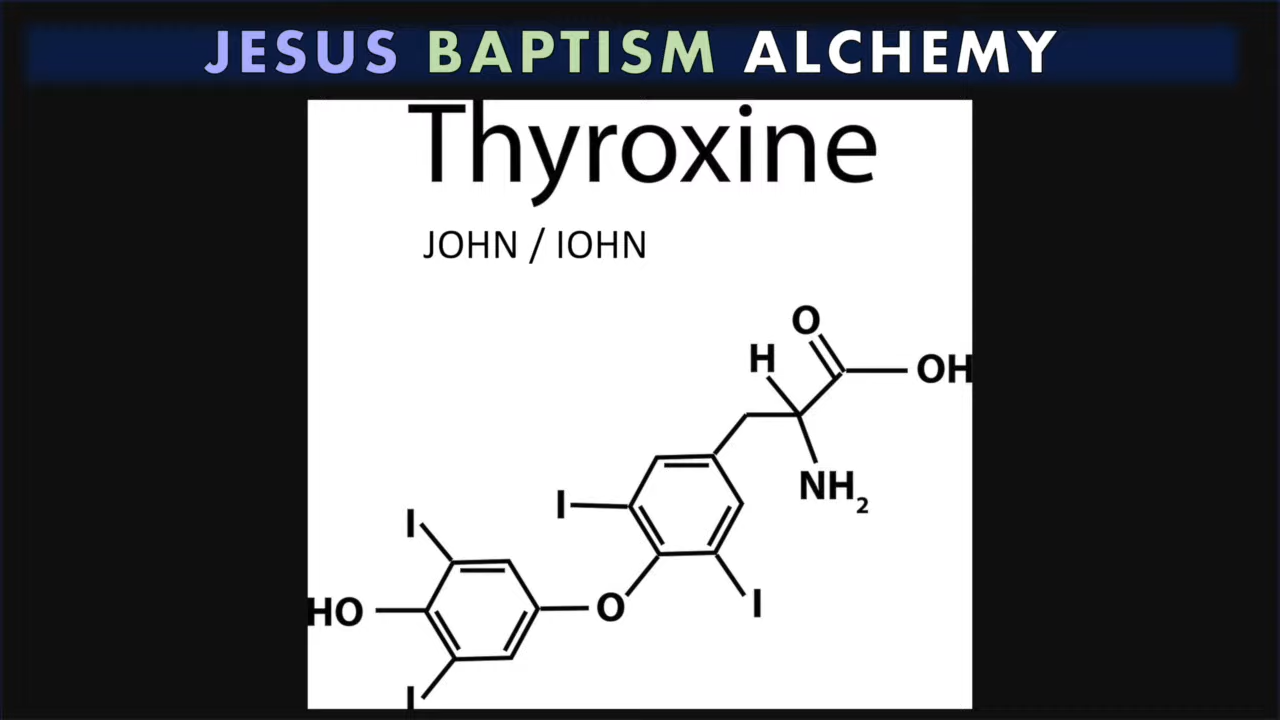 JESUS BAPTISM ALCHEMY
Thyroxine
JOHN / IOHN
O
H
OH
NH₂
I
I
I
O
HO
I